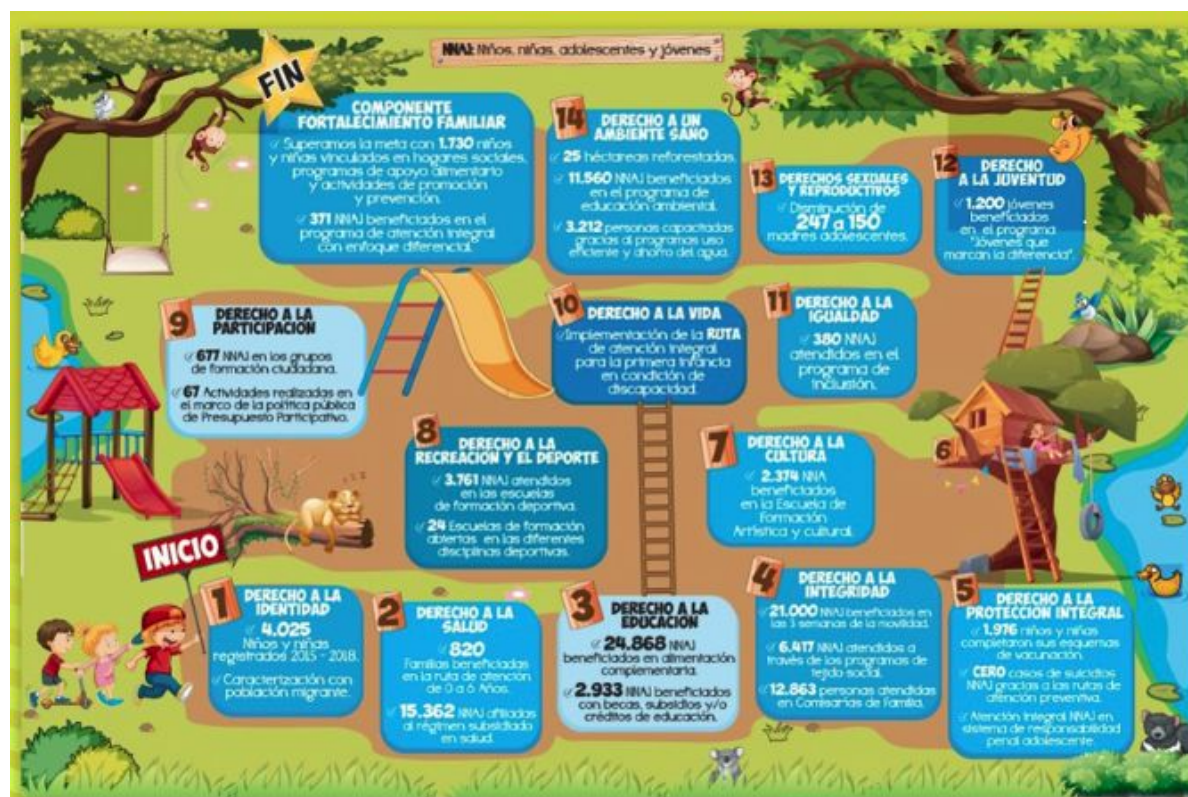 NNAJ: Niños, niñas, adolescentes y jóvenes
FIN
COMPONENTE
FORTALECIMIENTO FAMILIAR
Superamos la meta con 1.730 niños
y niñas vinculados en hogares sociales,
programas de apoyo alimentario
y actividades de promoción
y prevención.
371 NNAJ beneficiados en el
programa de atención integral
con enfoque diferencial.
14
DERECHO A UN
AMBIENTE SANO
25 héctareas reforestadas.
11.560 NNAJ beneficiados
en el programa de
educación ambiental.
3.212 personas capacitadas
gracias al programas uso
eficiente y ahorro del agua.
13
DERECHOS SEXUALES
Y REPRODUCTIVOS
Disminución de
247 a 150
madres adolescentes.
12
DERECHO
A LA JUVENTUD
1.200 jóvenes
beneficiados
en el programa
"Jóvenes que
marcan la diferencia".
9
DERECHO A LA
PARTICIPACIÓN
677 NNAJ en los grupos
de formación ciudadana.
67 Actividades realizadas en
el marco de la política pública
de Presupuesto Participativo.
10
DERECHO A LA VIDA
Implementación de la RUTA
de atención integral
para la primera infancia
en condición de
discapacidad.
11
DERECHO A LA
IGUALDAD
380 NNAJ
atendidos en el
programa de
inclusión.
8
DERECHO A LA
RECREACIÓN Y EL DEPORTE
3.761 NNAJ atendidos
en las escuelas
de formación deportiva.
24 Escuelas de formación
abiertas en las diferentes
disciplinas deportivas.
7
DERECHO A LA
CULTURA
2.374 NNA
beneficiados
en la Escuela de
Formación
Artística y cultural.
6
INICIO
1
DERECHO A LA
IDENTIDAD
4.025
Niños y niñas
registrados 2015 - 2018.
Caracterización con
población migrante.
2
DERECHO A LA
SALUD
820
Familias beneficiadas
en la ruta de atención
de 0 a 6 Años.
15.362 NNAJ afiliadas
al régimen subsidiado
en salud.
3
DERECHO A LA
EDUCACIÓN
24.868 NNAJ
beneficiados en alimentación
complementaria.
2.933 NNAJ beneficiados
con becas, subsidios y/o
créditos de educación.
4
DERECHO A LA
INTEGRIDAD
21.000 NNAJ beneficiados en
las 3 semanas de la movilidad.
6.417 NNAJ atendidos a
través de los programas de
tejido social.
12.863 personas atendidas
en Comisarías de Familia.
5
DERECHO A LA
PROTECCIÓN INTEGRAL
1.976 niños y niñas
completaron sus esquemas
de vacunación.
CERO casos de suicidios
NNAJ gracias a las rutas de
atención preventiva.
Atención Integral NNAJ en
sistema de responsabilidad
penal adolescente.